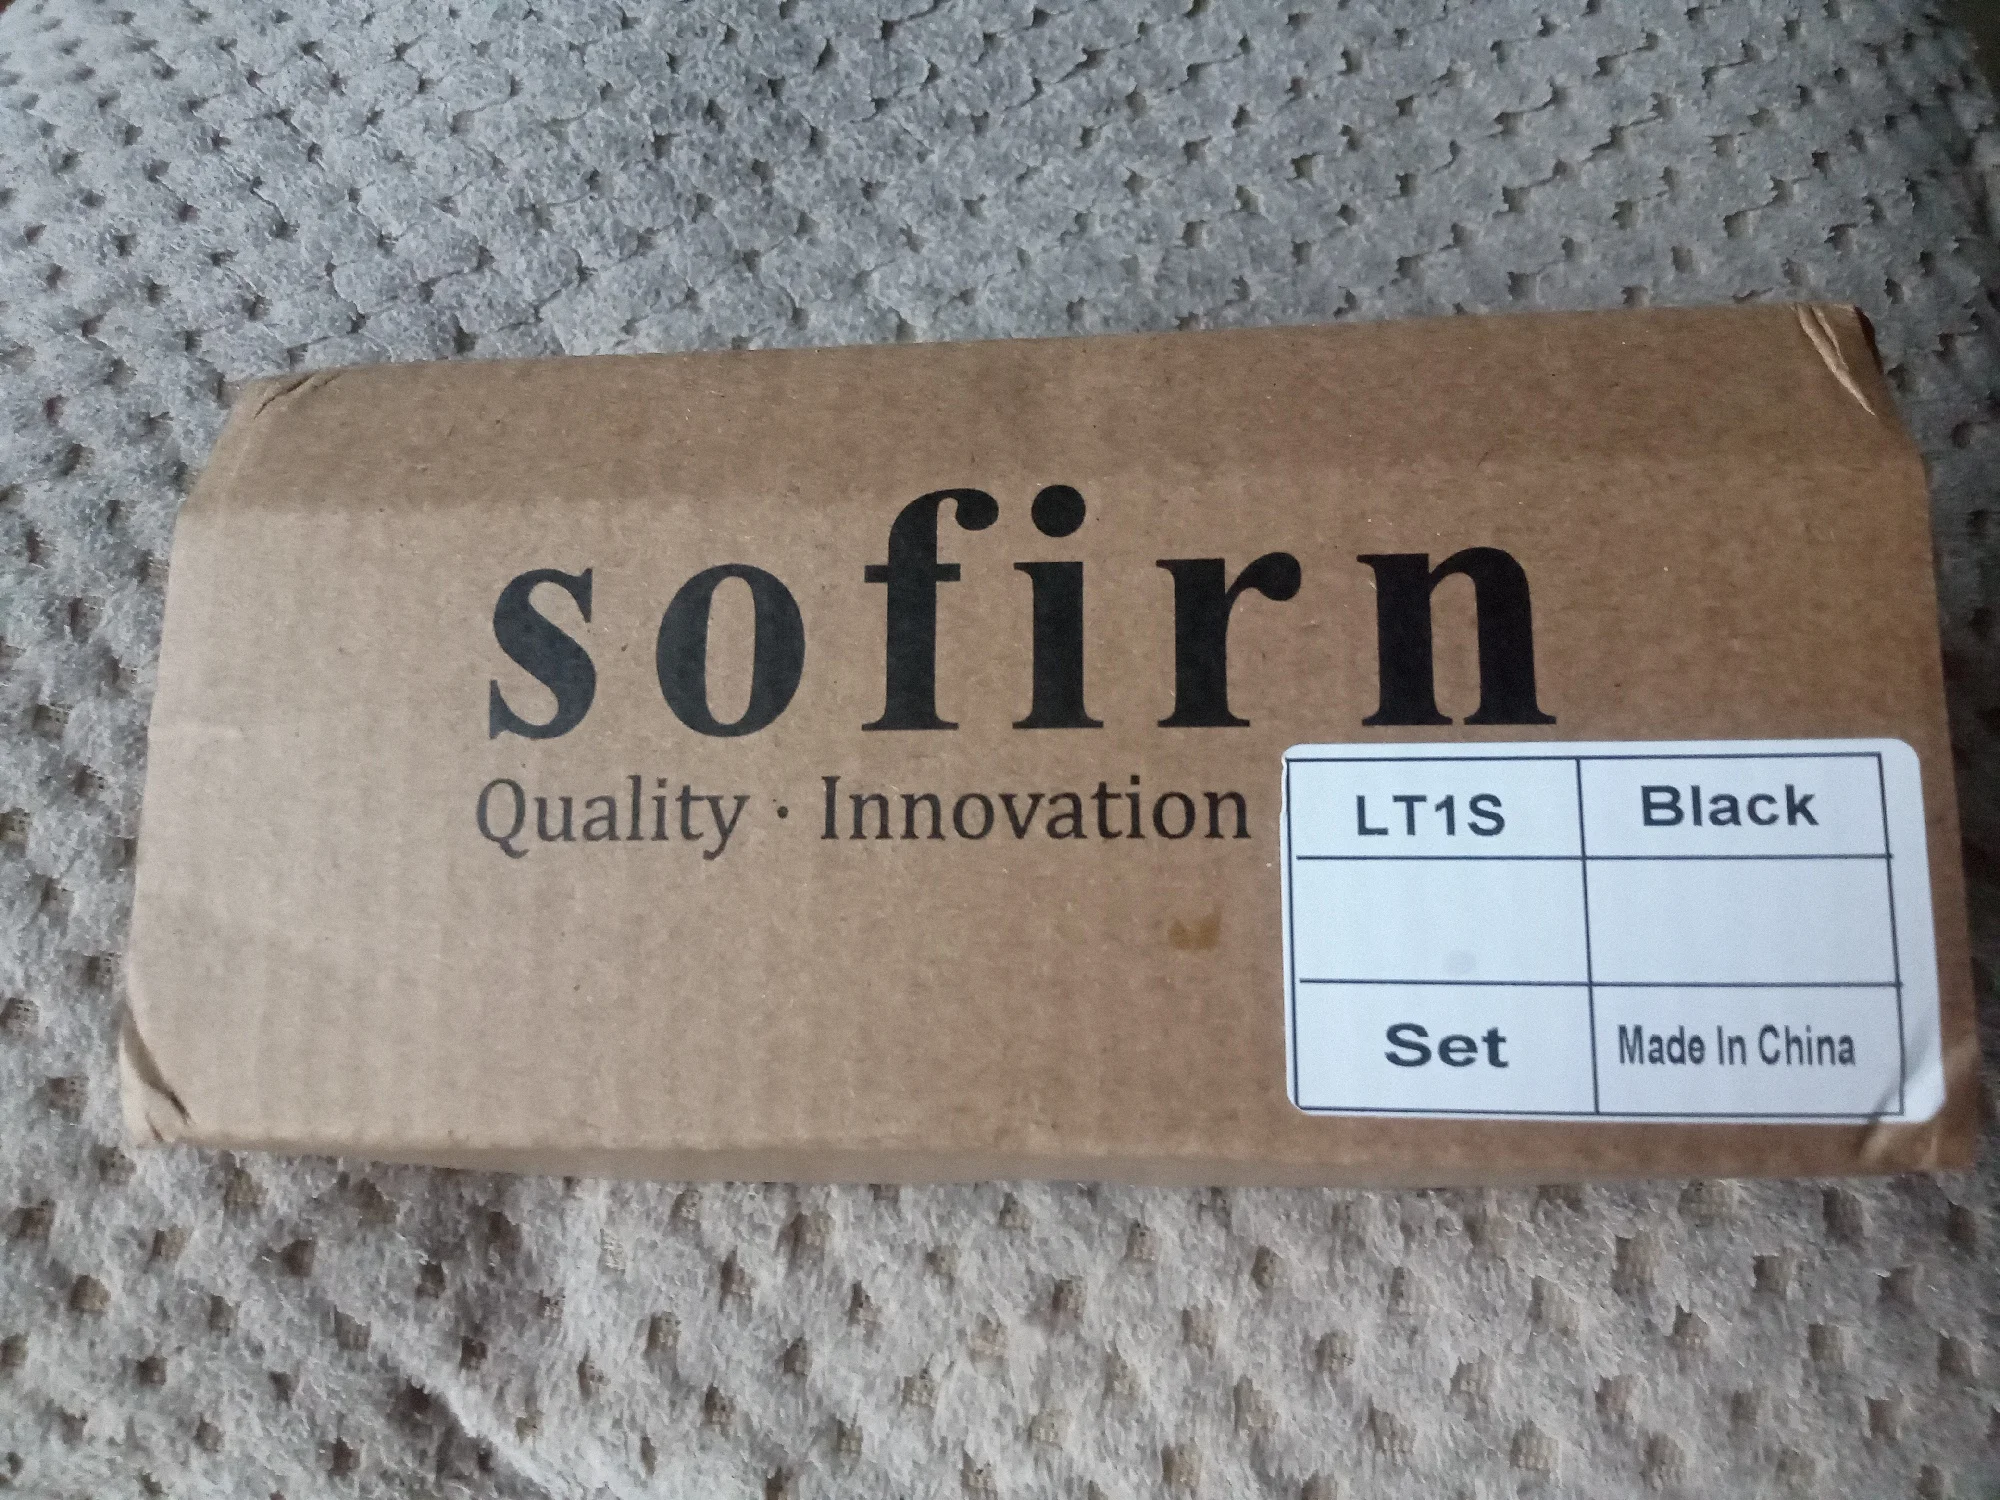 sofirn
Quality · Innovation
LT1S Black
Set Made In China